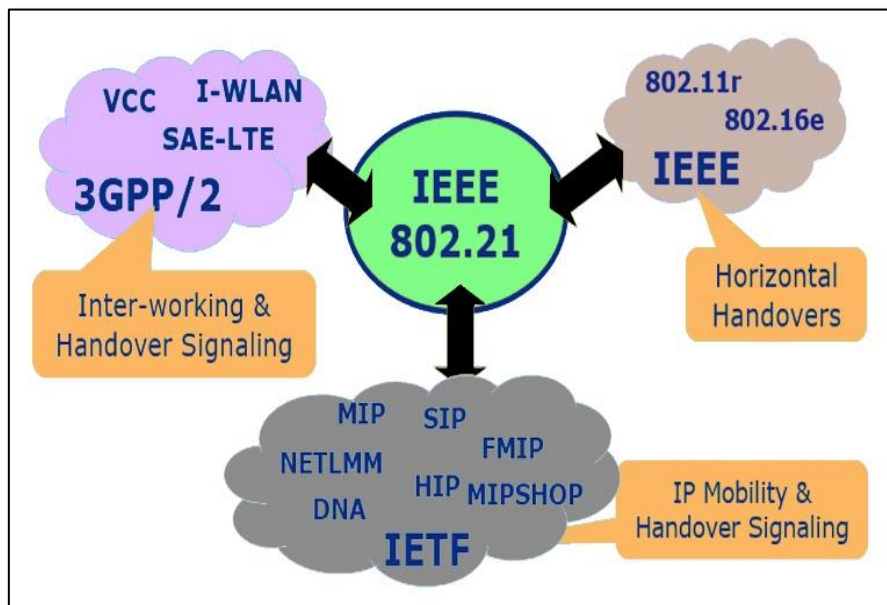 VCC
I-WLAN
SAE-LTE
3GPP/2
Inter-working &
Handover Signaling
IEEE
802.21
802.11r
802.16e
IEEE
Horizontal
Handovers
MIP
SIP
FMIP
NETLMM
HIP
MIPSHOP
DNA
IETF
IP Mobility &
Handover Signaling